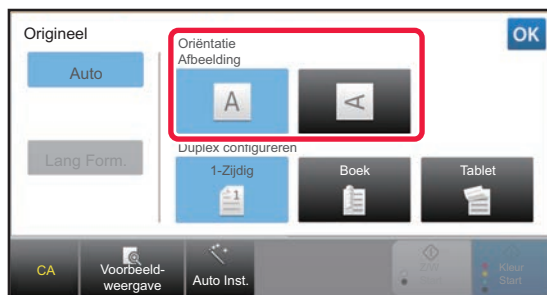 Origineel
OK
Oriëntatie
Afbeelding
Auto
A
A
Duplex configureren
Lang Form.
1-Zijdig
Boek
Tablet
1
CA
Voorbeeld-
weergave
Auto Inst.
Kleur
Start